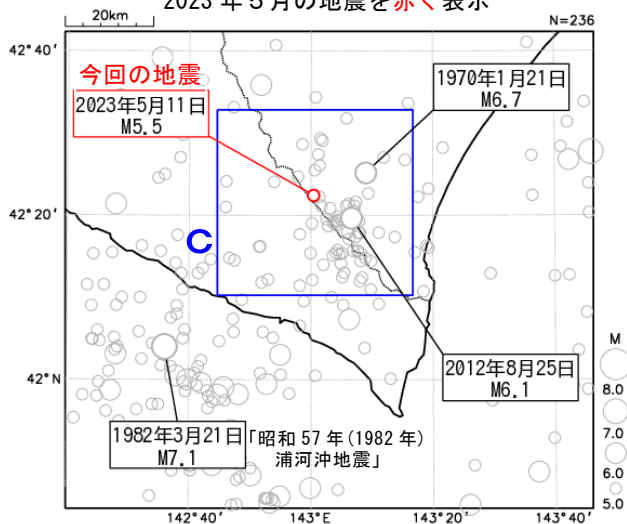 2023年5月の地震を赤く表示
20km
N=236
42°40′
今回の地震
2023年5月11日
M5.5
1970年1月21日
M6.7
42°20′
C
2012年8月25日
M6.1
42°N
1982年3月21日
M7.1
「昭和 57 年(1982 年)
浦河沖地震」
M
8.0
7.0
6.0
5.0
142°40′
143°E
143°20′
143°40′